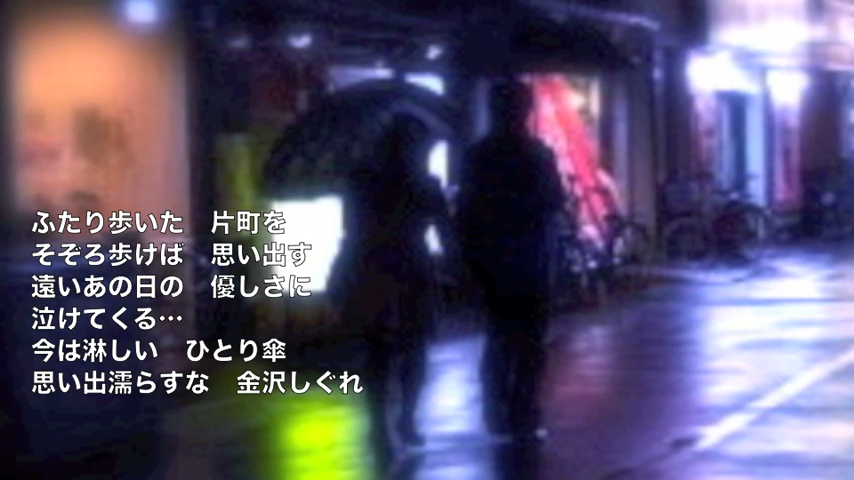 ふたり歩いた　片町を
そぞろ歩けば　思い出す
遠いあの日の　優しさに
泣けてくる…
今は淋しい　ひとり傘
思い出濡らすな　金沢しぐれ